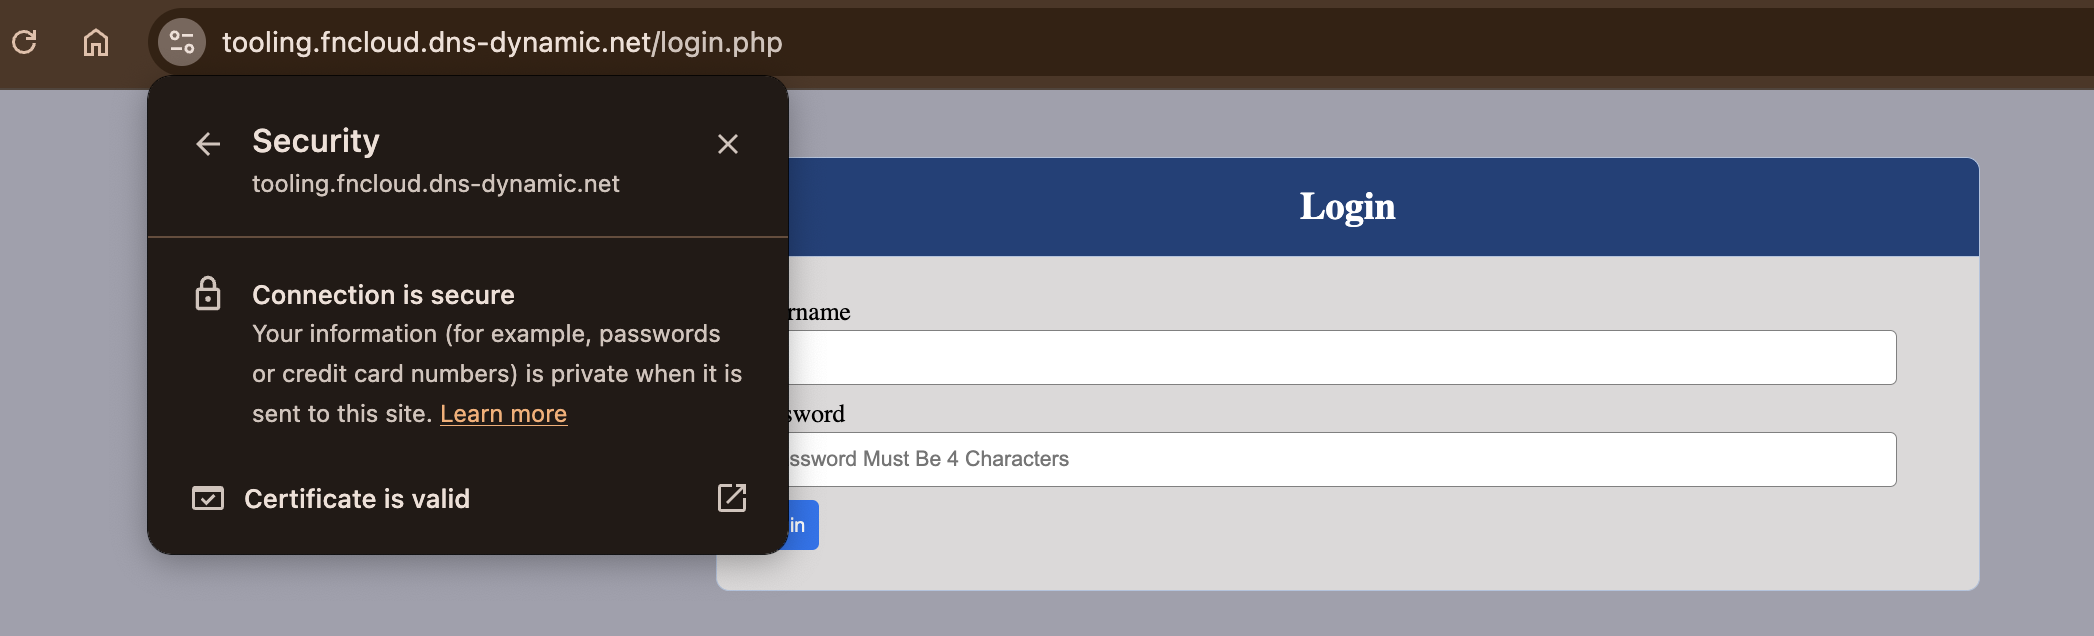 tooling.fncloud.dns-dynamic.net/login.php
Security
tooling.fncloud.dns-dynamic.net
Connection is secure
Your information (for example, passwords
or credit card numbers) is private when it is
sent to this site. Learn more
Certificate is valid
Login
rname
sword
ssword Must Be 4 Characters
in